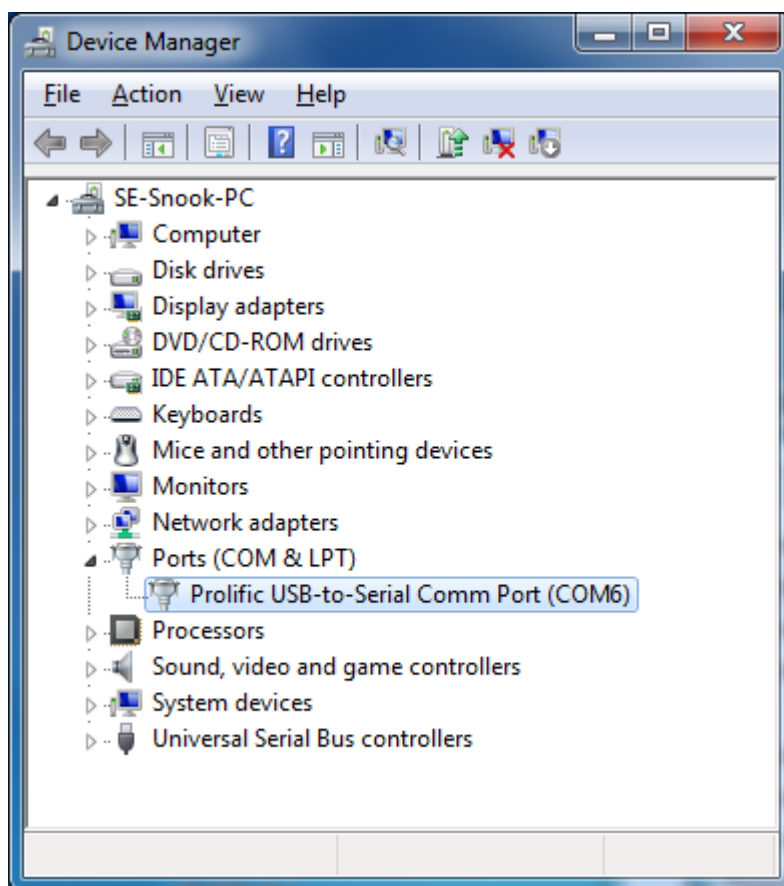 Device Manager
File Action View Help
SE-Snook-PC
Computer
Disk drives
Display adapters
DVD/CD-ROM drives
IDE ATA/ATAPI controllers
Keyboards
Mice and other pointing devices
Monitors
Network adapters
Ports (COM & LPT)
Prolific USB-to-Serial Comm Port (COM6)
Processors
Sound, video and game controllers
System devices
Universal Serial Bus controllers